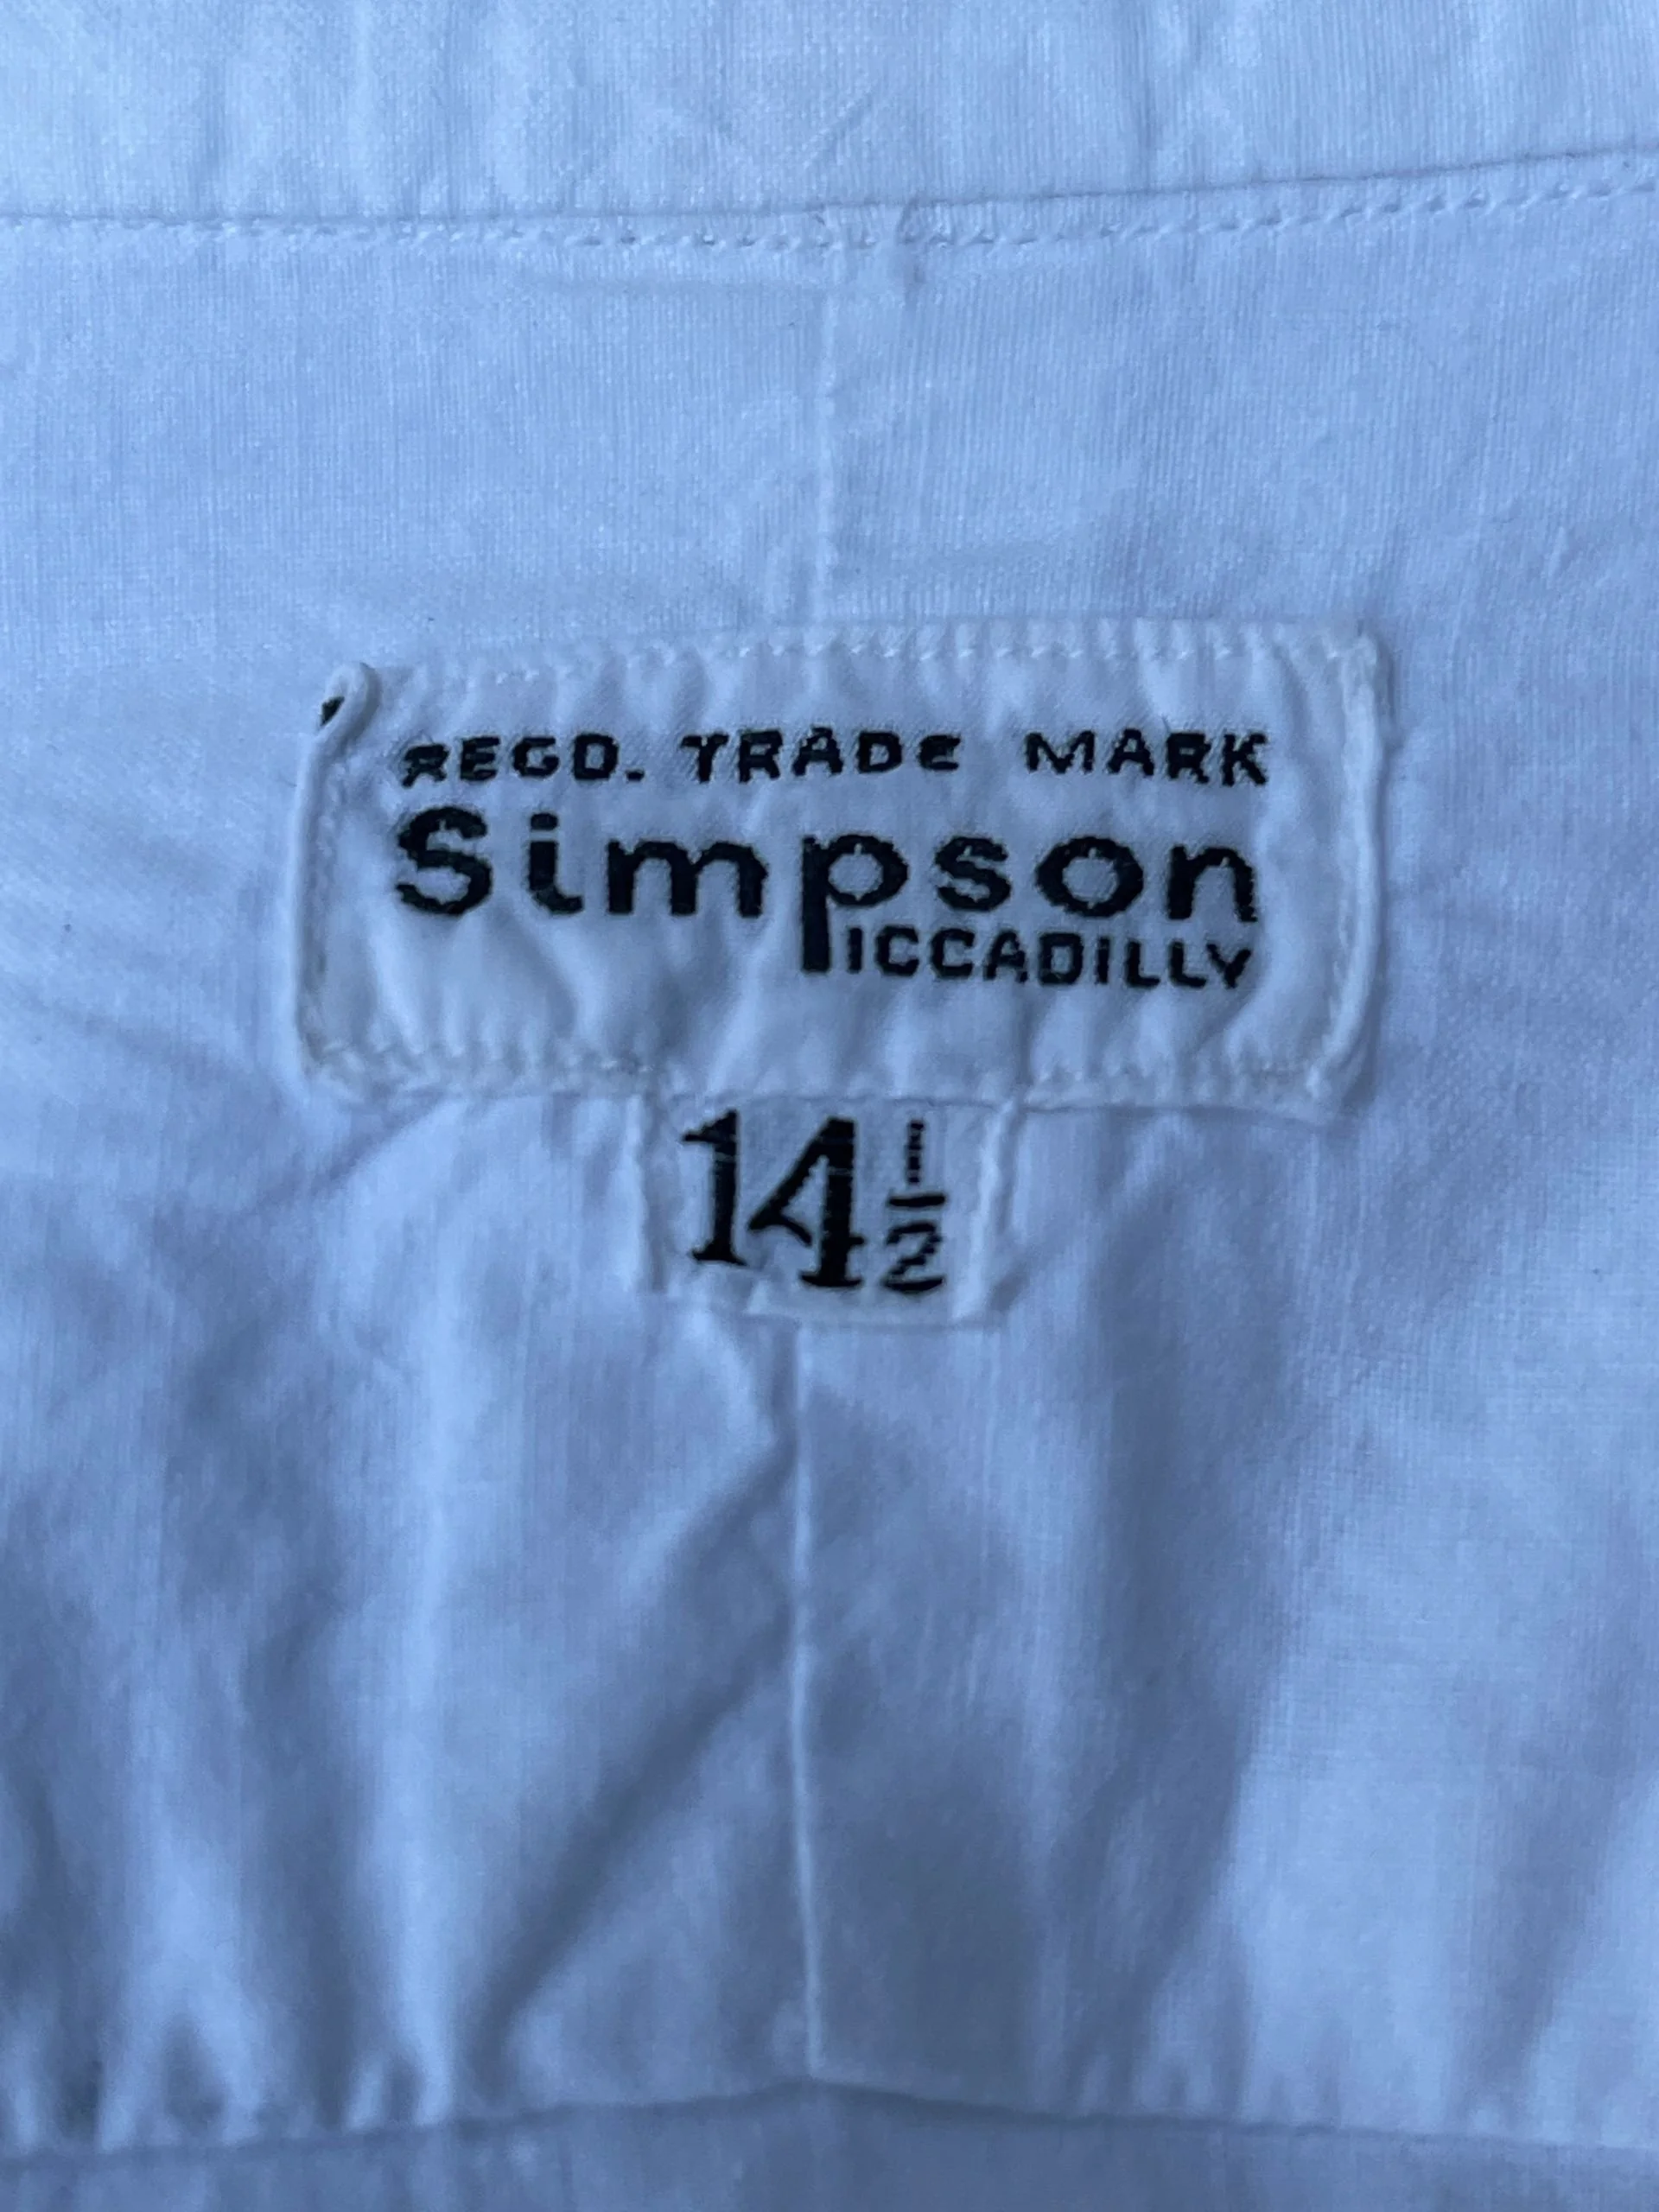 REGD. TRADE MARK
Simpson
PICCADILLY
14½